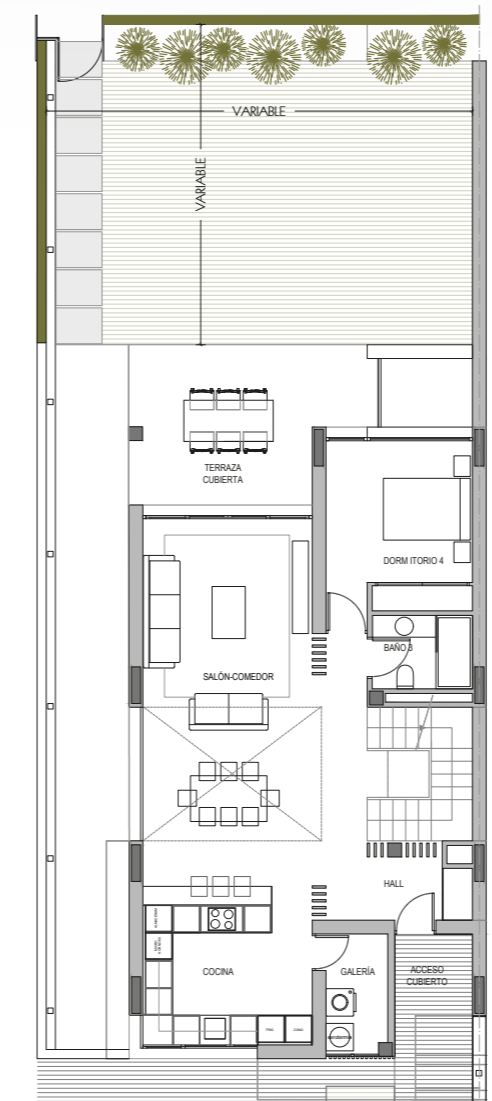 VARIABLE
VARIABLE
TERRAZA
CUBIERTA
DORM ITORIO 4
BAÑO 3
SALÓN-COMEDOR
HALL
COCINA
GALERÍA
ACCESO
CUBIERTO